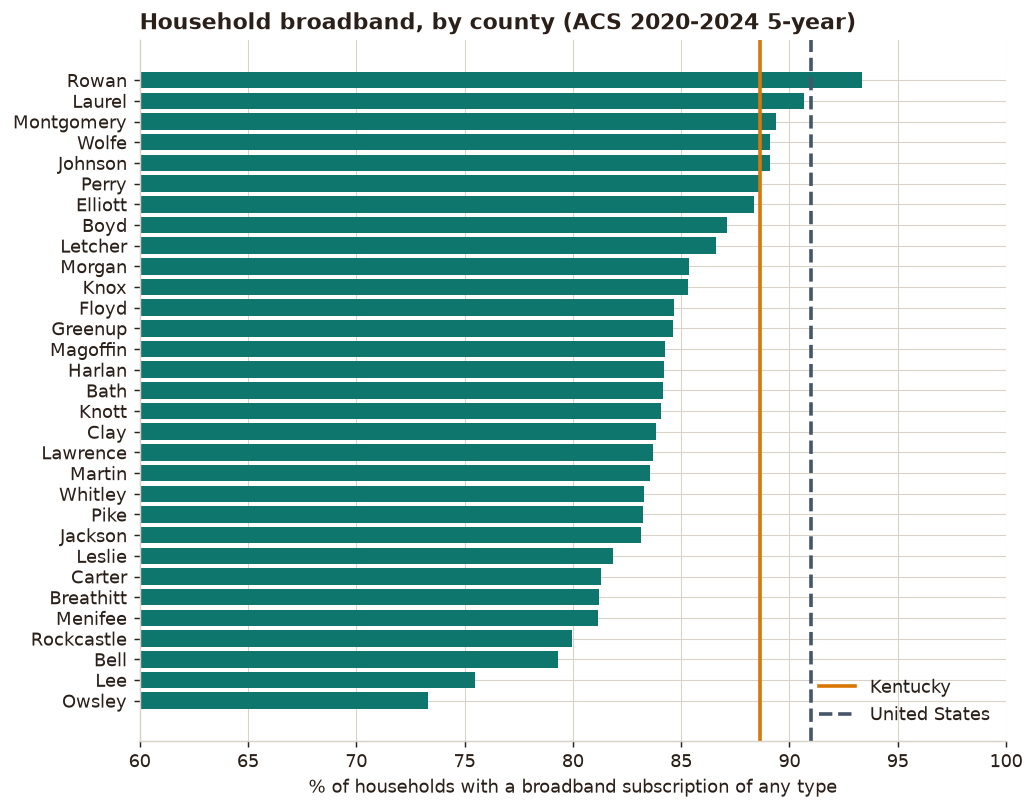 Household broadband, by county (ACS 2020-2024 5-year)
Rowan
Laurel
Montgomery
Wolfe
Johnson
Perry
Elliott
Boyd
Letcher
Morgan
Knox
Floyd
Greenup
Magoffin
Harlan
Bath
Knott
Clay
Lawrence
Martin
Whitley
Pike
Jackson
Leslie
Carter
Breathitt
Menifee
Rockcastle
Bell
Lee
Owsley
Kentucky
United States
60 65 70 75 80 85 90 95 100
% of households with a broadband subscription of any type